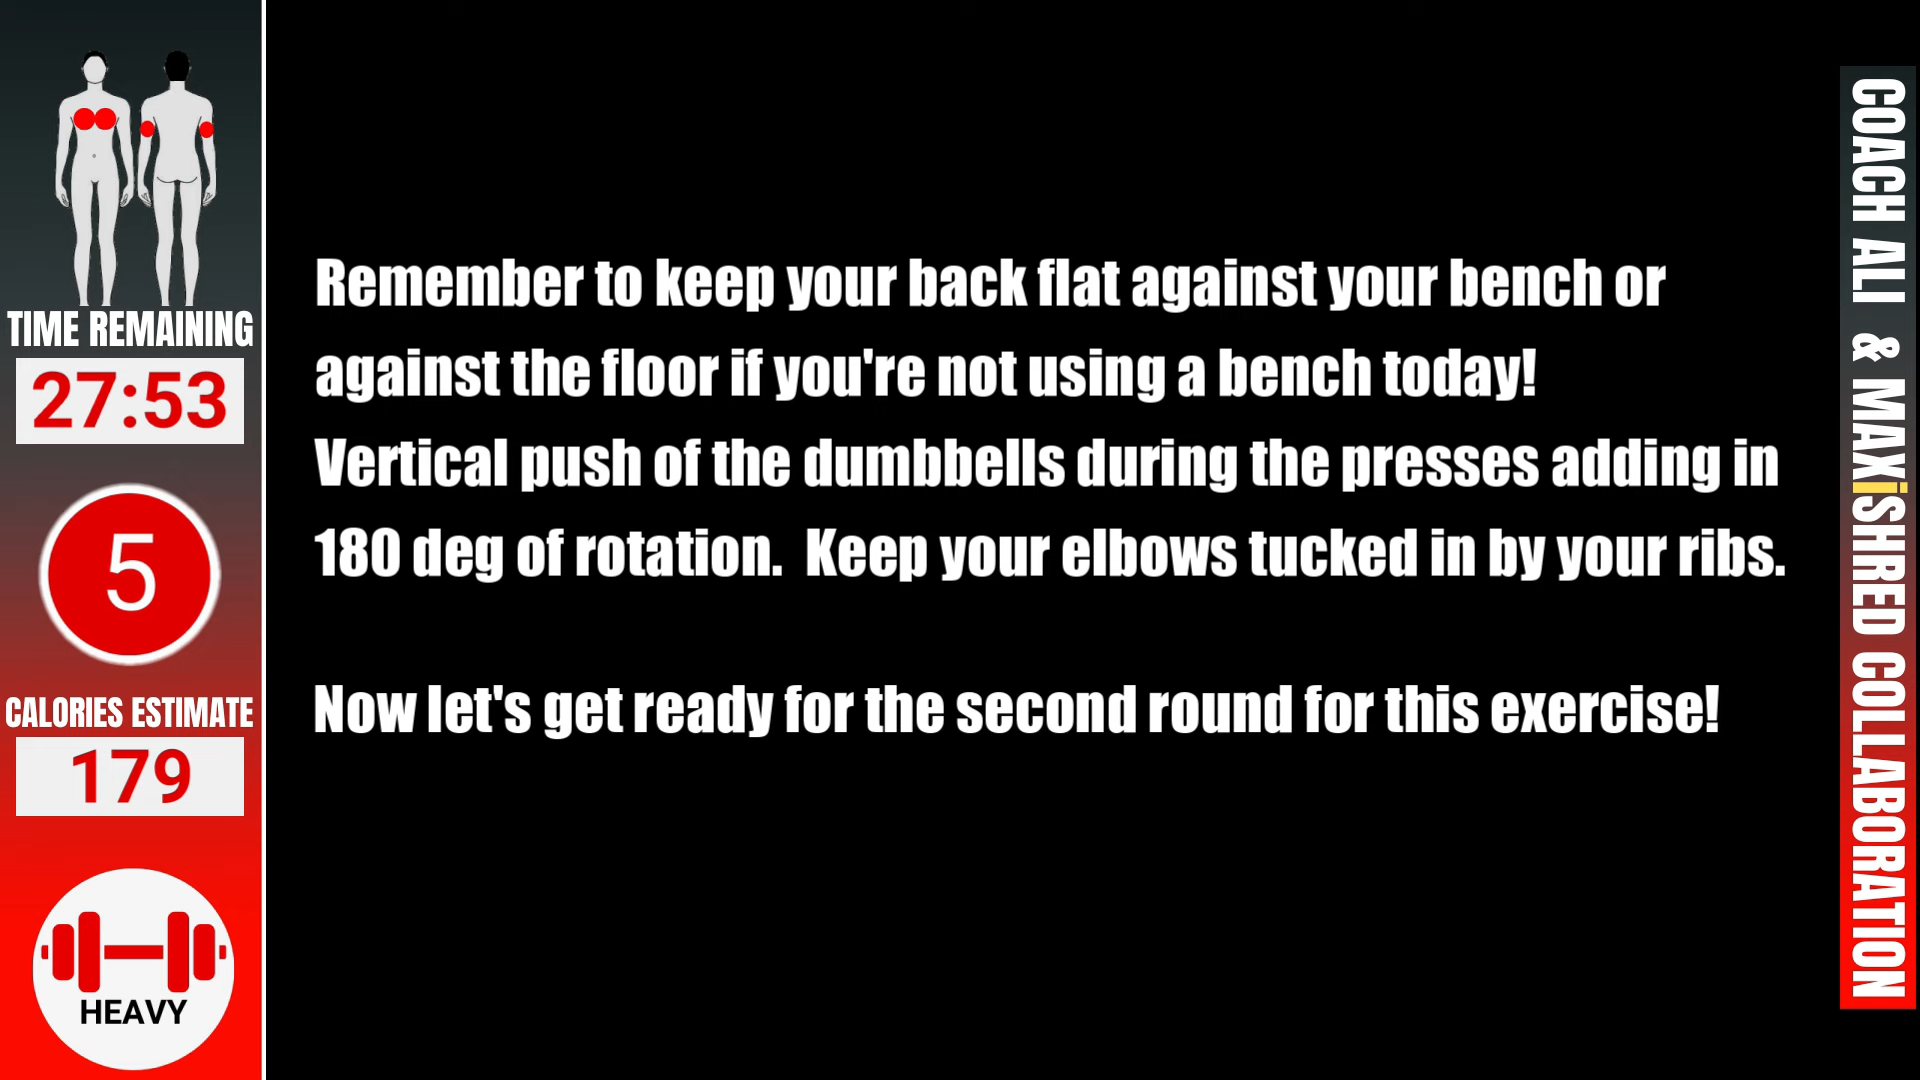 TIME REMAINING
27:53
5
CALORIES ESTIMATE
179
HEAVY
Remember to keep your back flat against your bench or
against the floor if you're not using a bench today!
Vertical push of the dumbbells during the presses adding in
180 deg of rotation.  Keep your elbows tucked in by your ribs.
Now let's get ready for the second round for this exercise!
COACH ALI & MAXiSHRED COLLABORATION